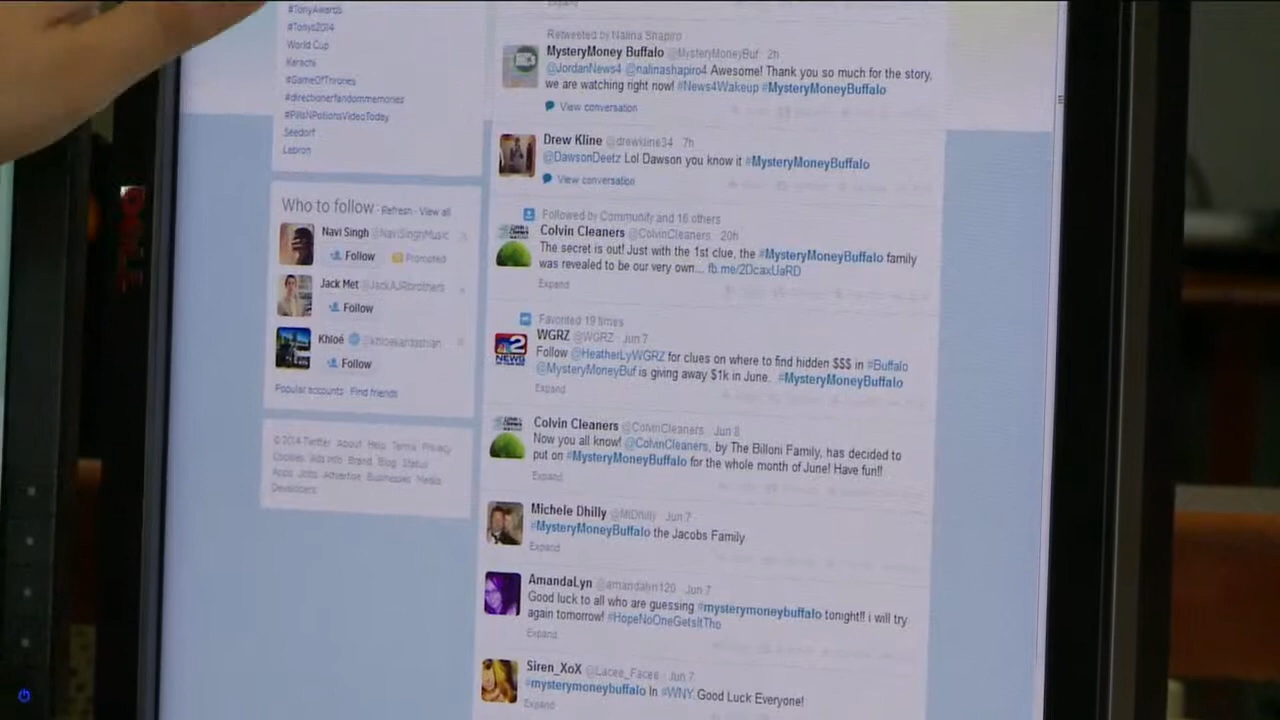 #TonyAwards
#Tonys2014
World Cup
Karachi
#GameOfThrones
#directionerfandommemories
#PillsNPotionsVideoToday
Seedorf
Lebron
Who to follow · Refresh · View all
Navi Singh @NaviSinghMusic
Follow Promoted
Jack Met @JackAJRbrothers
Follow
Khloé @khloekardashian
Follow
Popular accounts · Find friends
© 2014 Twitter About Help Terms Privacy
Cookies Ads info Brand Blog Status
Apps Jobs Advertise Businesses Media
Developers
Expand
Retweeted by Nalina Shapiro
MysteryMoney Buffalo @MysteryMoneyBuf 2h
@JordanNews4 @nalinashapiro4 Awesome! Thank you so much for the story,
we are watching right now! #News4Wakeup #MysteryMoneyBuffalo
View conversation
Drew Kline @drewkline34 · 7h
@DawsonDeetz Lol Dawson you know it #MysteryMoneyBuffalo
View conversation
Followed by Communify and 16 others
Colvin Cleaners @ColvinCleaners · 20h
The secret is out! Just with the 1st clue, the #MysteryMoneyBuffalo family
was revealed to be our very own... fb.me/2DcaxUaRD
Expand
Favorited 19 times
WGRZ @WGRZ · Jun 7
Follow @HeatherLyWGRZ for clues on where to find hidden $$$ in #Buffalo
@MysteryMoneyBuf is giving away $1k in June. #MysteryMoneyBuffalo
2
NEWS
Expand
Colvin Cleaners @ColvinCleaners · Jun 8
Now you all know! @ColvinCleaners, by The Billoni Family, has decided to
put on #MysteryMoneyBuffalo for the whole month of June! Have fun!!
Expand
Michele Dhilly @MiDhilly · Jun 7
#MysteryMoneyBuffalo the Jacobs Family
Expand
AmandaLyn @amandalyn120 · Jun 7
Good luck to all who are guessing #mysterymoneybuffalo tonight!! i will try
again tomorrow! #HopeNoOneGetsItTho
Expand
Siren_XoX @Lacee_Facee · Jun 7
#mysterymoneybuffalo In #WNY. Good Luck Everyone!
Expand